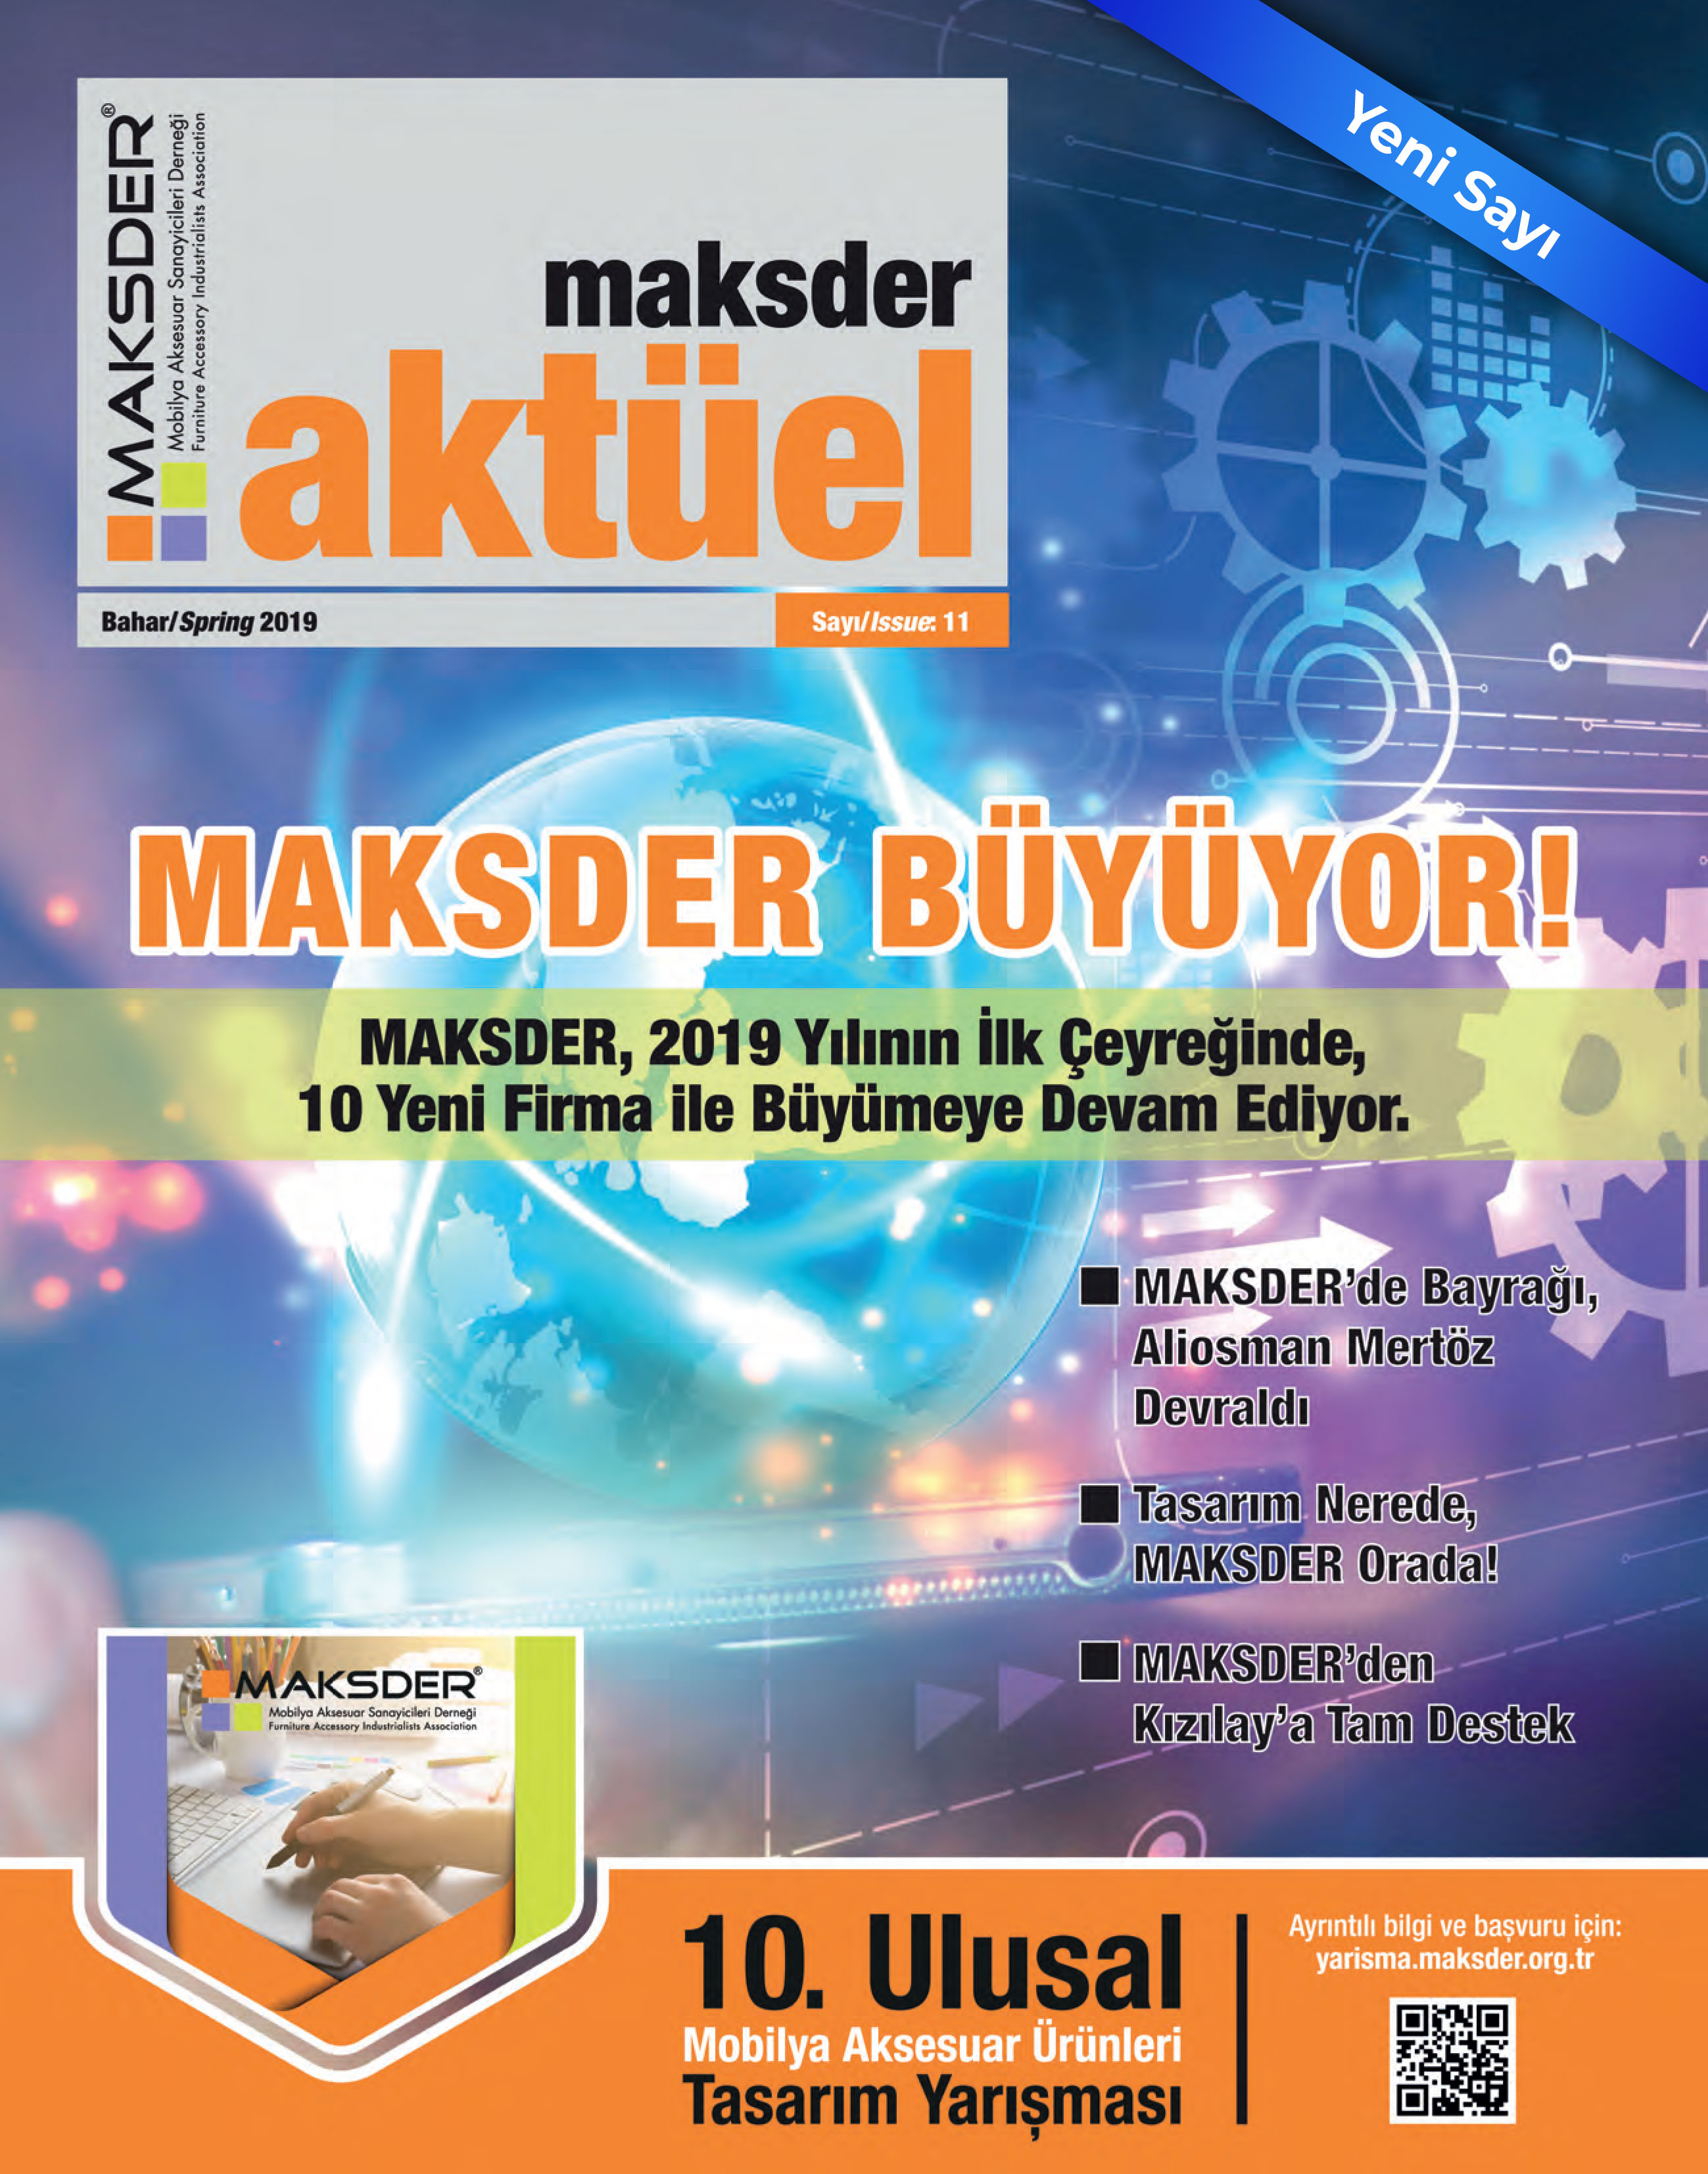 Yeni Sayı
MAKSDER®
Mobilya Aksesuar Sanayicileri Derneği
Furniture Accessory Industrialists Association
maksder
aktüel
Bahar/Spring 2019
Sayı/Issue: 11
MAKSDER BÜYÜYOR!
MAKSDER, 2019 Yılının İlk Çeyreğinde,
10 Yeni Firma ile Büyümeye Devam Ediyor.
MAKSDER’de Bayrağı,
Aliosman Mertöz
Devraldı
Tasarım Nerede,
MAKSDER Orada!
MAKSDER’den
Kızılay’a Tam Destek
MAKSDER®
Mobilya Aksesuar Sanayicileri Derneği
Furniture Accessory Industrialists Association
10. Ulusal
Mobilya Aksesuar Ürünleri
Tasarım Yarışması
Ayrıntılı bilgi ve başvuru için:
yarisma.maksder.org.tr